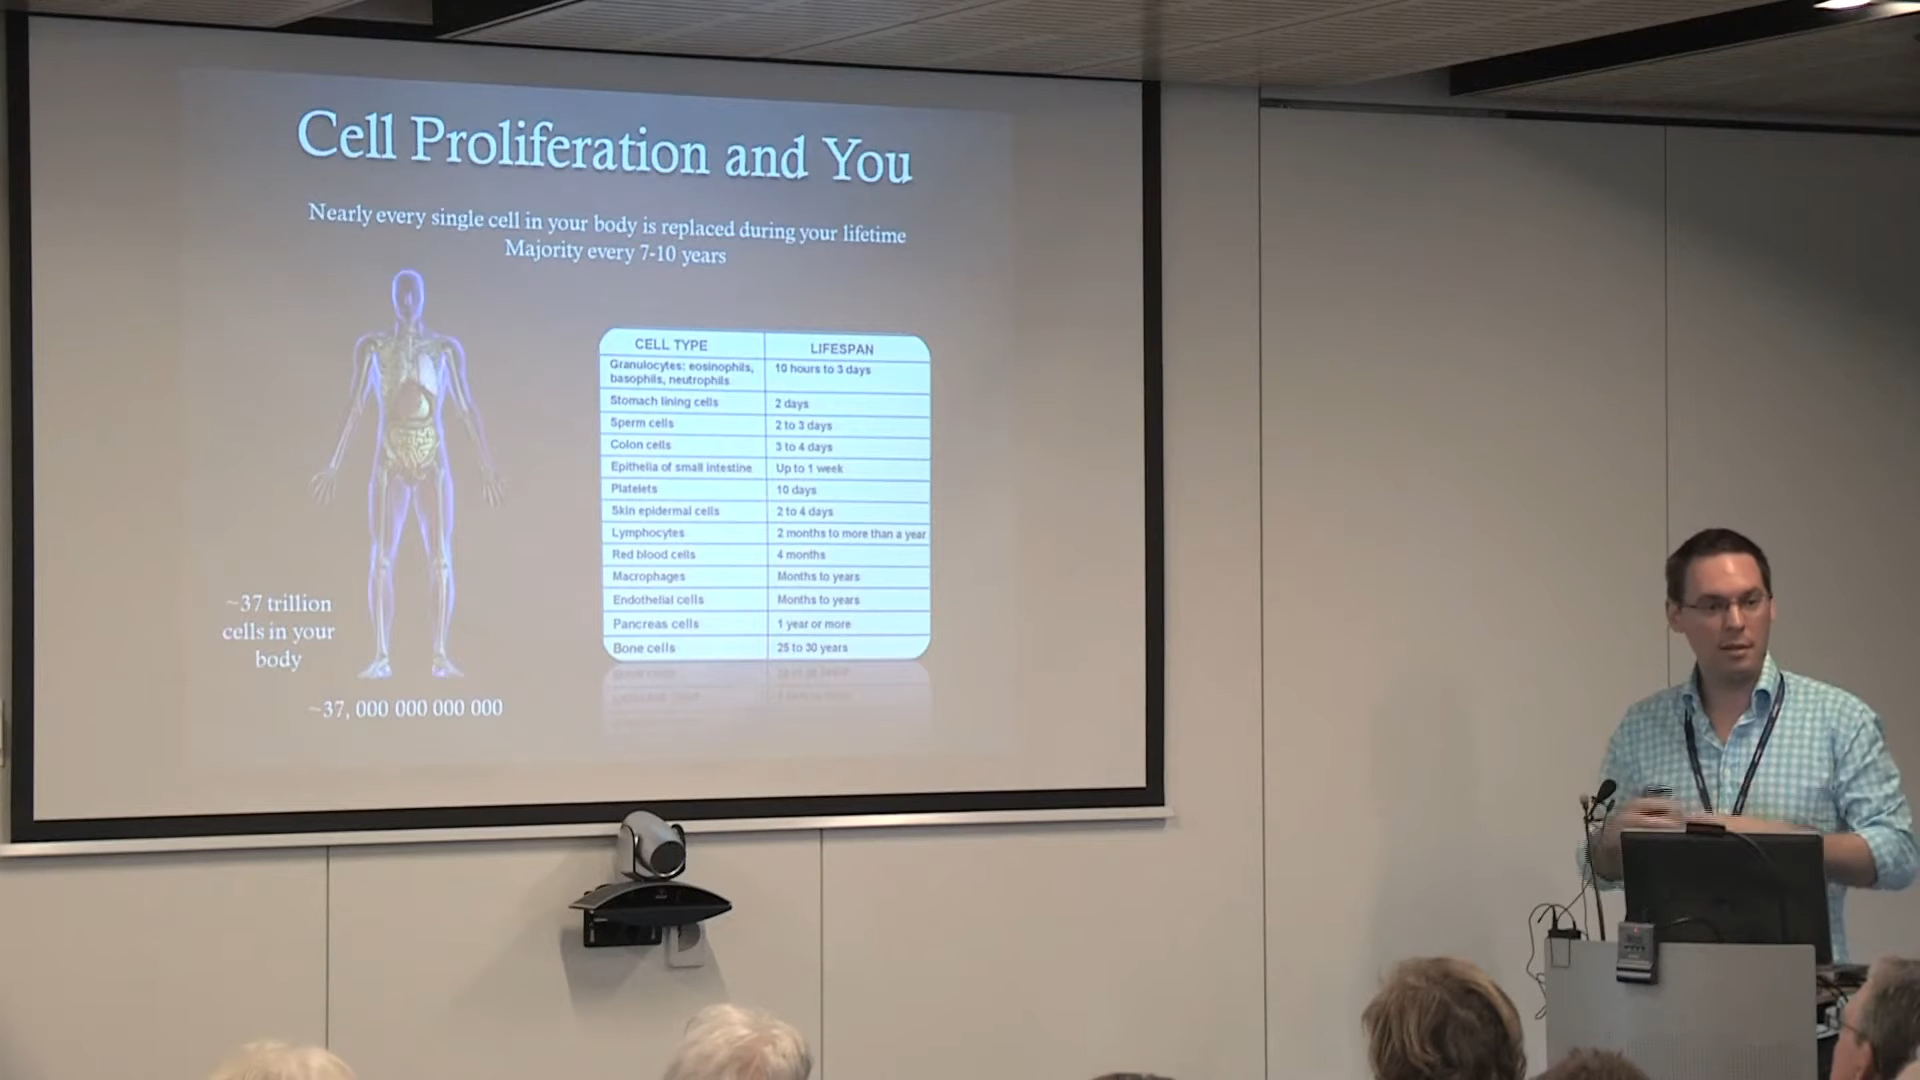 Cell Proliferation and You
Nearly every single cell in your body is replaced during your lifetime
Majority every 7-10 years
CELL TYPE LIFESPAN
Granulocytes: eosinophils, 10 hours to 3 days
basophils, neutrophils
Stomach lining cells 2 days
Sperm cells 2 to 3 days
Colon cells 3 to 4 days
Epithelia of small intestine Up to 1 week
Platelets 10 days
Skin epidermal cells 2 to 4 days
Lymphocytes 2 months to more than a year
Red blood cells 4 months
Macrophages Months to years
Endothelial cells Months to years
Pancreas cells 1 year or more
Bone cells 25 to 30 years
~37 trillion
cells in your
body
~37, 000 000 000 000